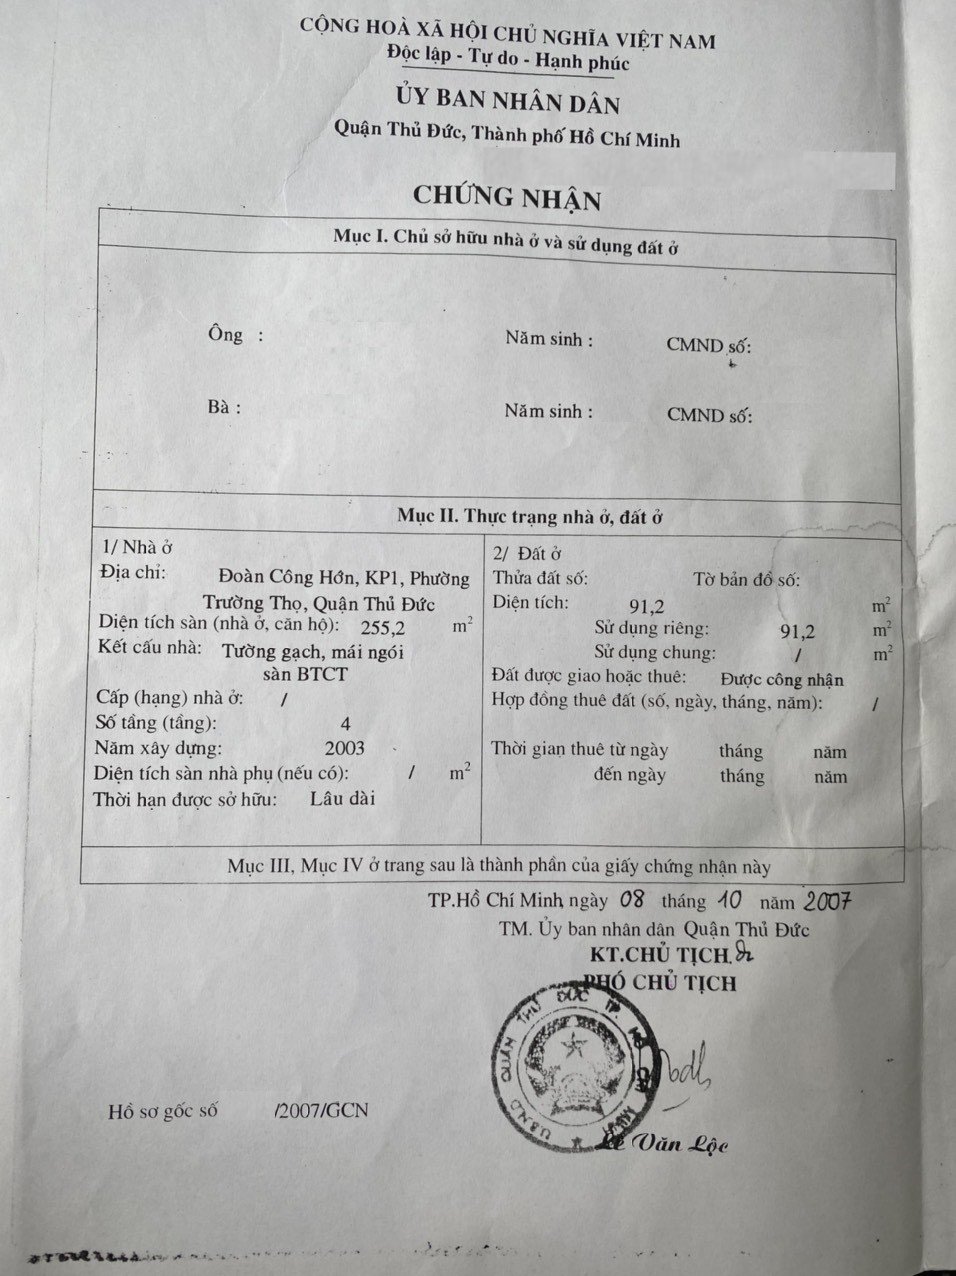 CỘNG HOÀ XÃ HỘI CHỦ NGHĨA VIỆT NAM
Độc lập - Tự do - Hạnh phúc
ỦY BAN NHÂN DÂN
Quận Thủ Đức, Thành phố Hồ Chí Minh
CHỨNG NHẬN
Mục I. Chủ sở hữu nhà ở và sử dụng đất ở
Ông : Năm sinh : CMND số:
Bà : Năm sinh : CMND số:
Mục II. Thực trạng nhà ở, đất ở
1/ Nhà ở
Địa chỉ: Đoàn Công Hớn, KP1, Phường
Trường Thọ, Quận Thủ Đức
Diện tích sàn (nhà ở, căn hộ): 255,2 m²
Kết cấu nhà: Tường gạch, mái ngói
sàn BTCT
Cấp (hạng) nhà ở: /
Số tầng (tầng): 4
Năm xây dựng: 2003
Diện tích sàn nhà phụ (nếu có): / m²
Thời hạn được sở hữu: Lâu dài
2/ Đất ở
Thửa đất số: Tờ bản đồ số:
Diện tích: 91,2 m²
Sử dụng riêng: 91,2 m²
Sử dụng chung: / m²
Đất được giao hoặc thuê: Được công nhận
Hợp đồng thuê đất (số, ngày, tháng, năm): /
Thời gian thuê từ ngày tháng năm
đến ngày tháng năm
Mục III, Mục IV ở trang sau là thành phần của giấy chứng nhận này
TP.Hồ Chí Minh, ngày 08 tháng 10 năm 2007
TM. Ủy ban nhân dân Quận Thủ Đức
KT.CHỦ TỊCH
PHÓ CHỦ TỊCH
U.B.N.D QUẬN THỦ ĐỨC TP. HỒ CHÍ MINH
Lê Văn Lộc
Hồ sơ gốc số /2007/GCN